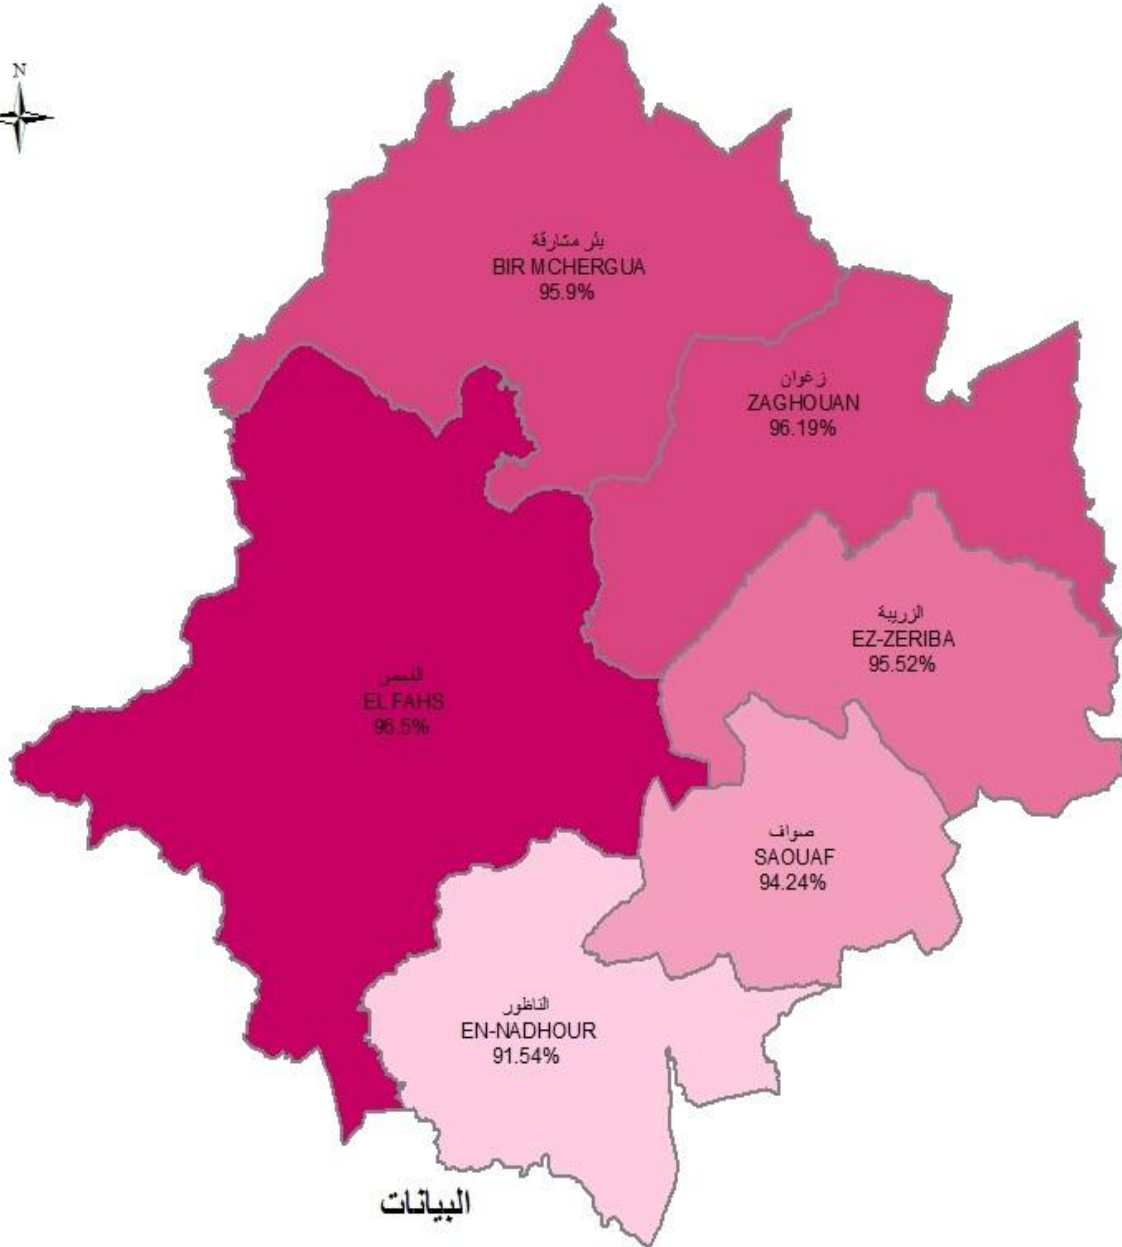 N
بئر مشارقة
BIR MCHERGUA
95.9%
زغوان
ZAGHOUAN
96.19%
الزريبة
EZ-ZERIBA
95.52%
الفحص
EL FAHS
96.5%
صواف
SAOUAF
94.24%
الناظور
EN-NADHOUR
91.54%
البيانات